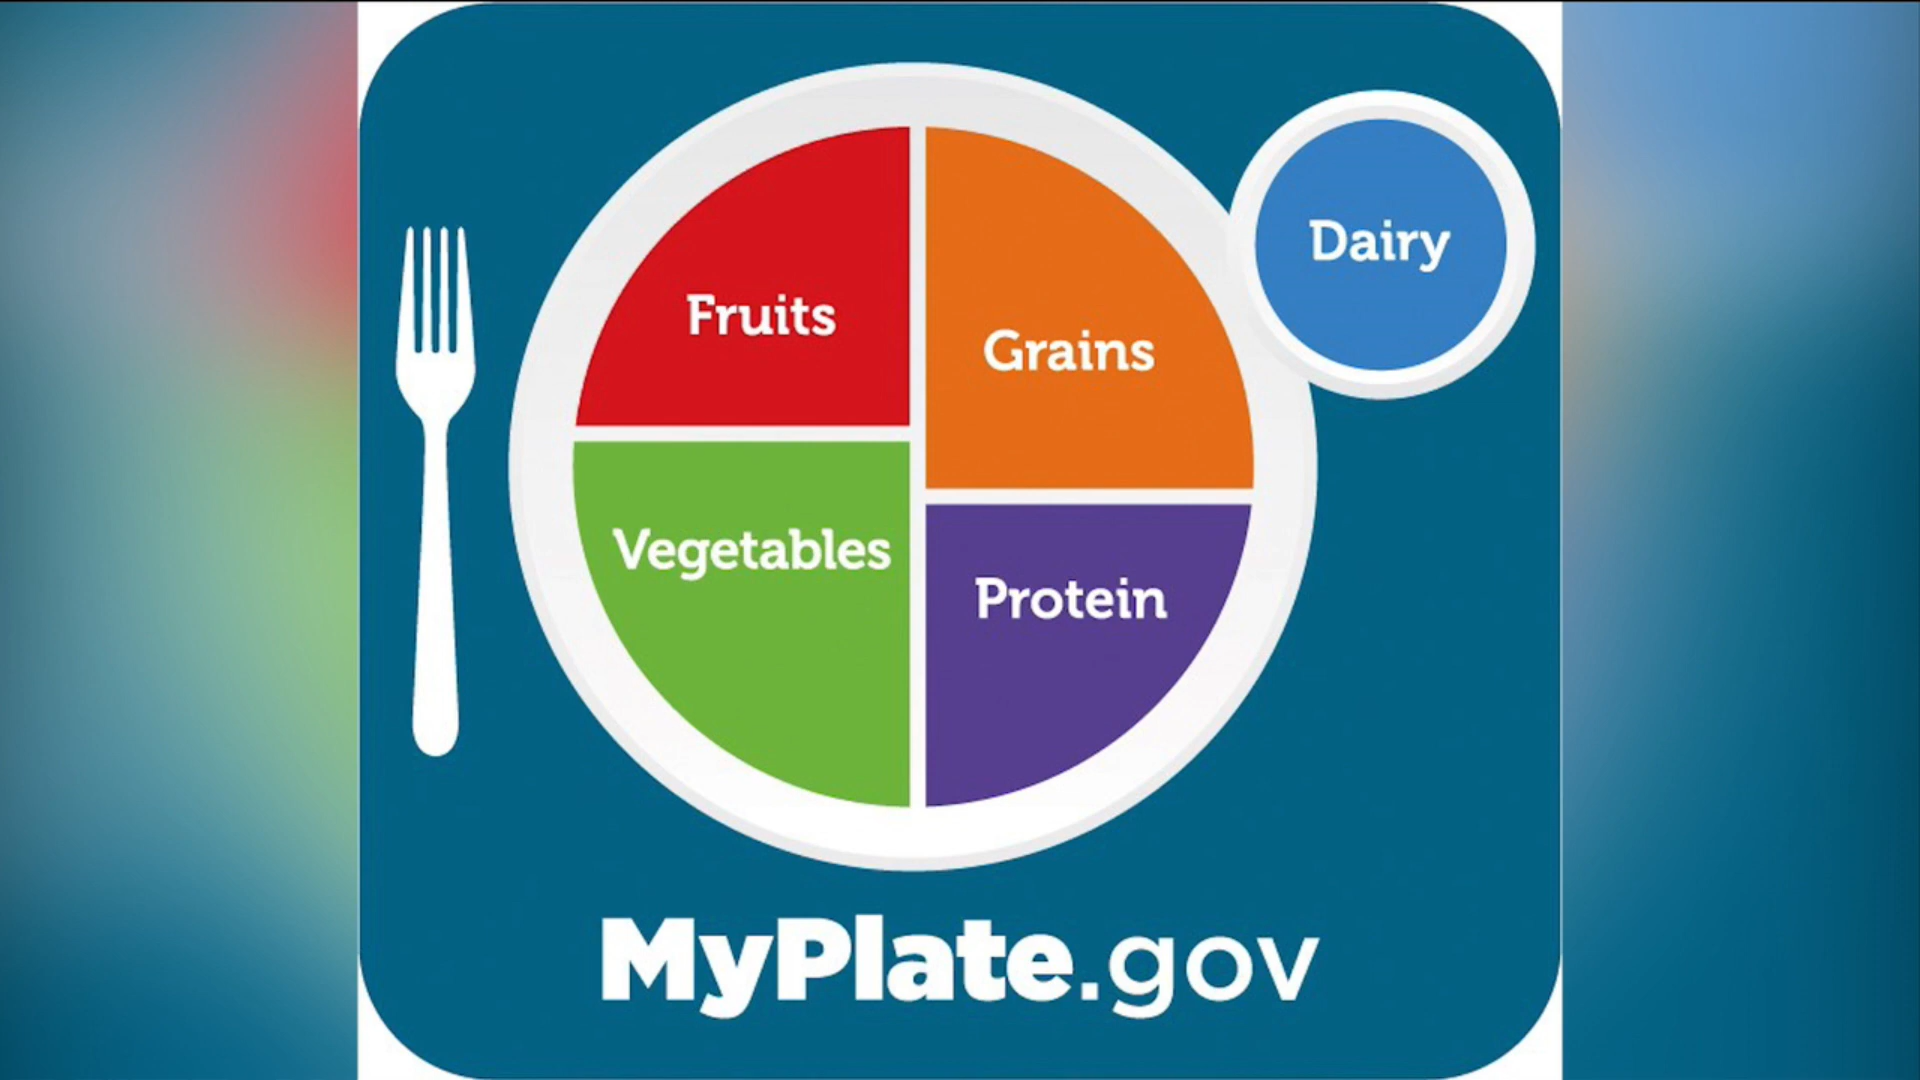 Fruits
Grains
Dairy
Vegetables
Protein
MyPlate.gov